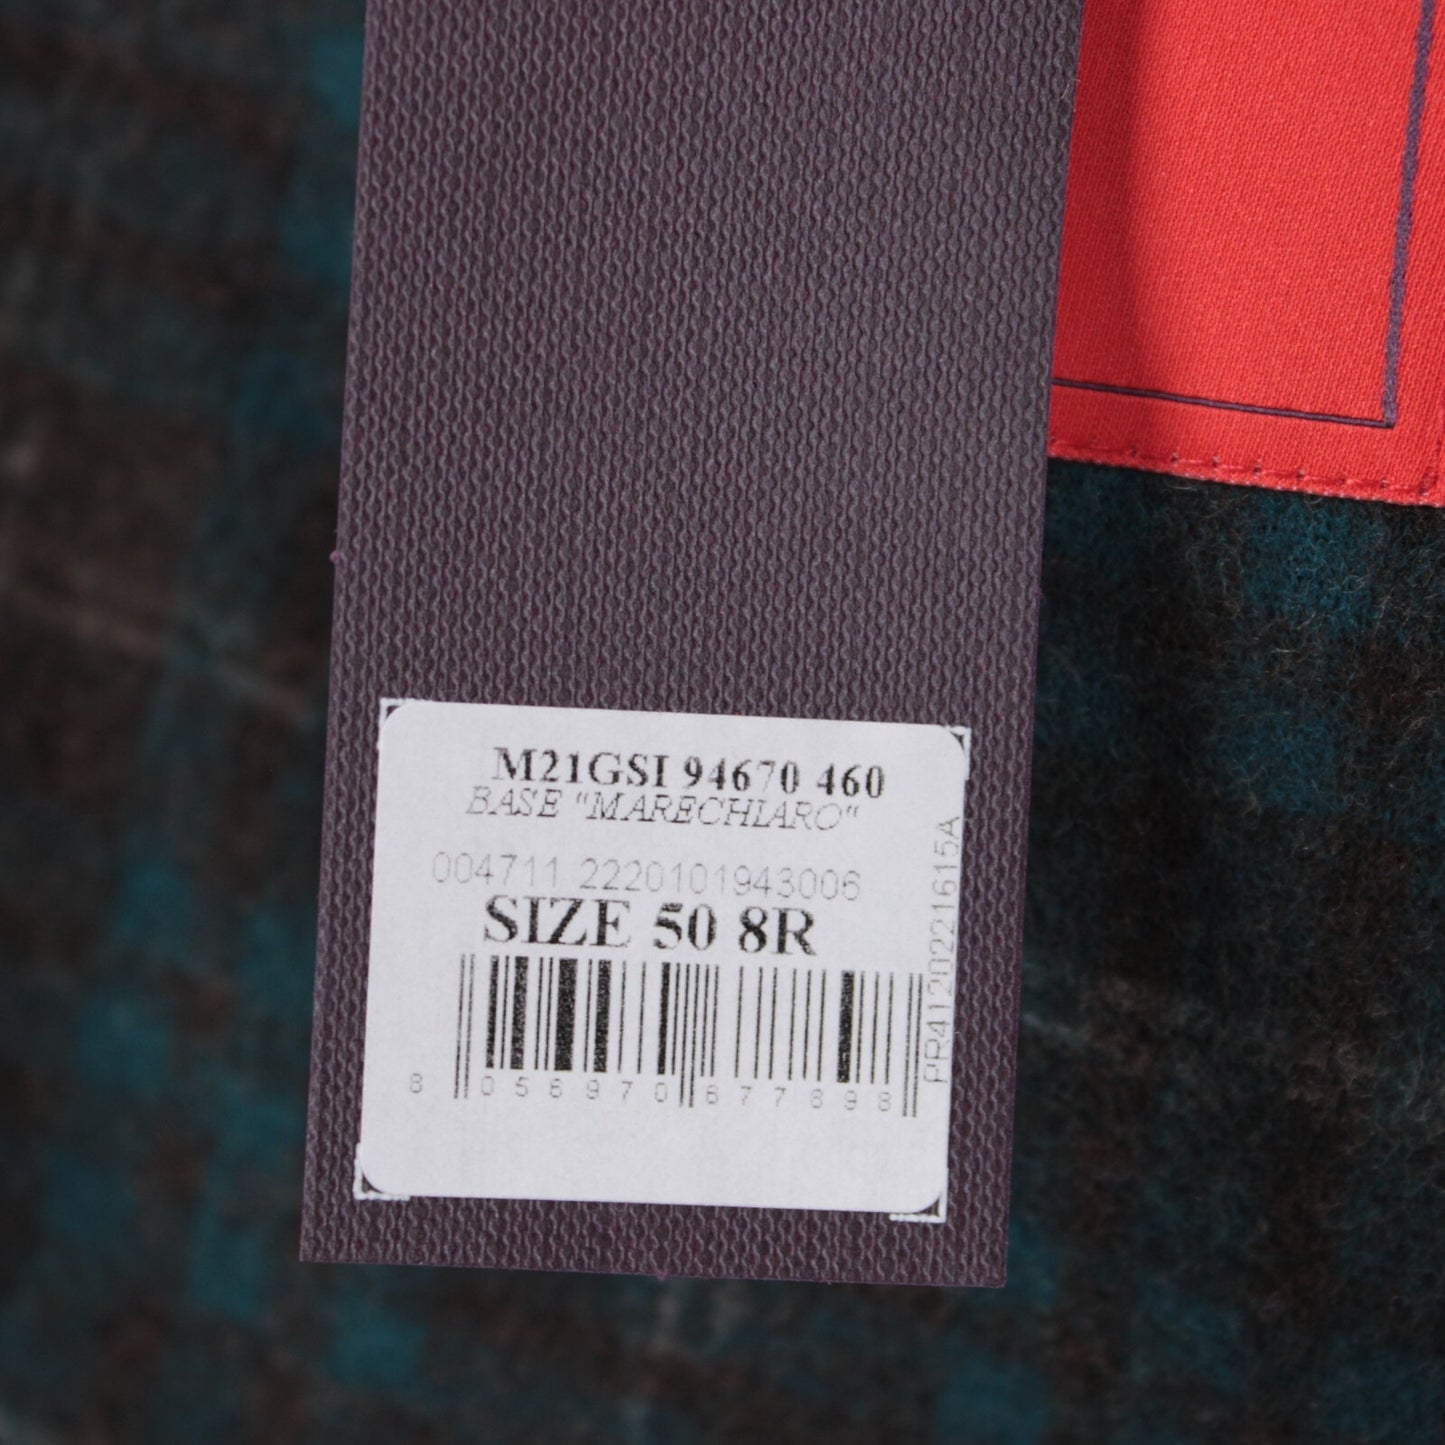 M21GSI 94670 460
BASE "MARECHIARO"
004711 2220101943006
SIZE 50 8R
8 056970 677898
PR4120221615A